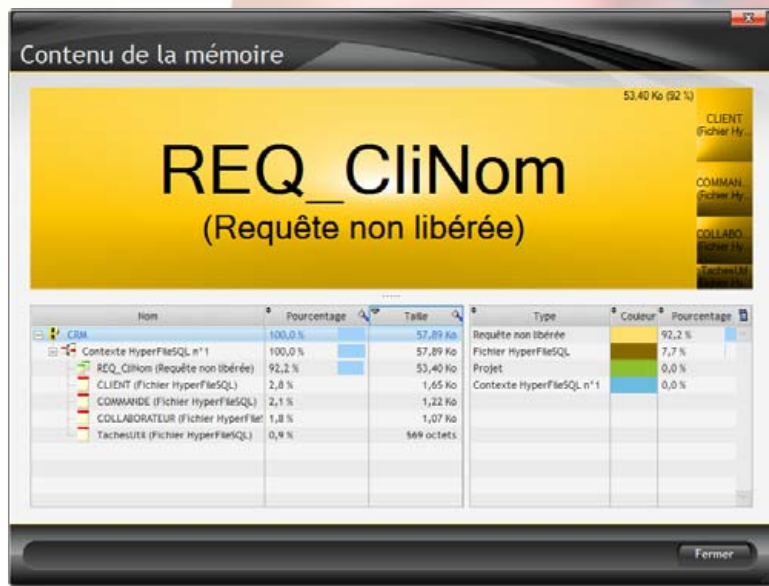 Contenu de la mémoire
53,40 Ko (92 %)
REQ_CliNom
(Requête non libérée)
CLIENT
(Fichier Hy...
COMMAN...
(Fichier Hy...
COLLABO...
(Fichier Hy...
TachesUtil
(Fichier Hy...
Nom Pourcentage Taille
CRM 100,0 % 57,89 Ko
Contexte HyperFileSQL n°1 100,0 % 57,89 Ko
REQ_CliNom (Requête non libérée) 92,2 % 53,40 Ko
CLIENT (Fichier HyperFileSQL) 2,8 % 1,65 Ko
COMMANDE (Fichier HyperFileSQL) 2,1 % 1,22 Ko
COLLABORATEUR (Fichier HyperFileS 1,8 % 1,07 Ko
TachesUtil (Fichier HyperFileSQL) 0,9 % 569 octets
Type Couleur Pourcentage
Requête non libérée 92,2 %
Fichier HyperFileSQL 7,7 %
Projet 0,0 %
Contexte HyperFileSQL n°1 0,0 %
Fermer